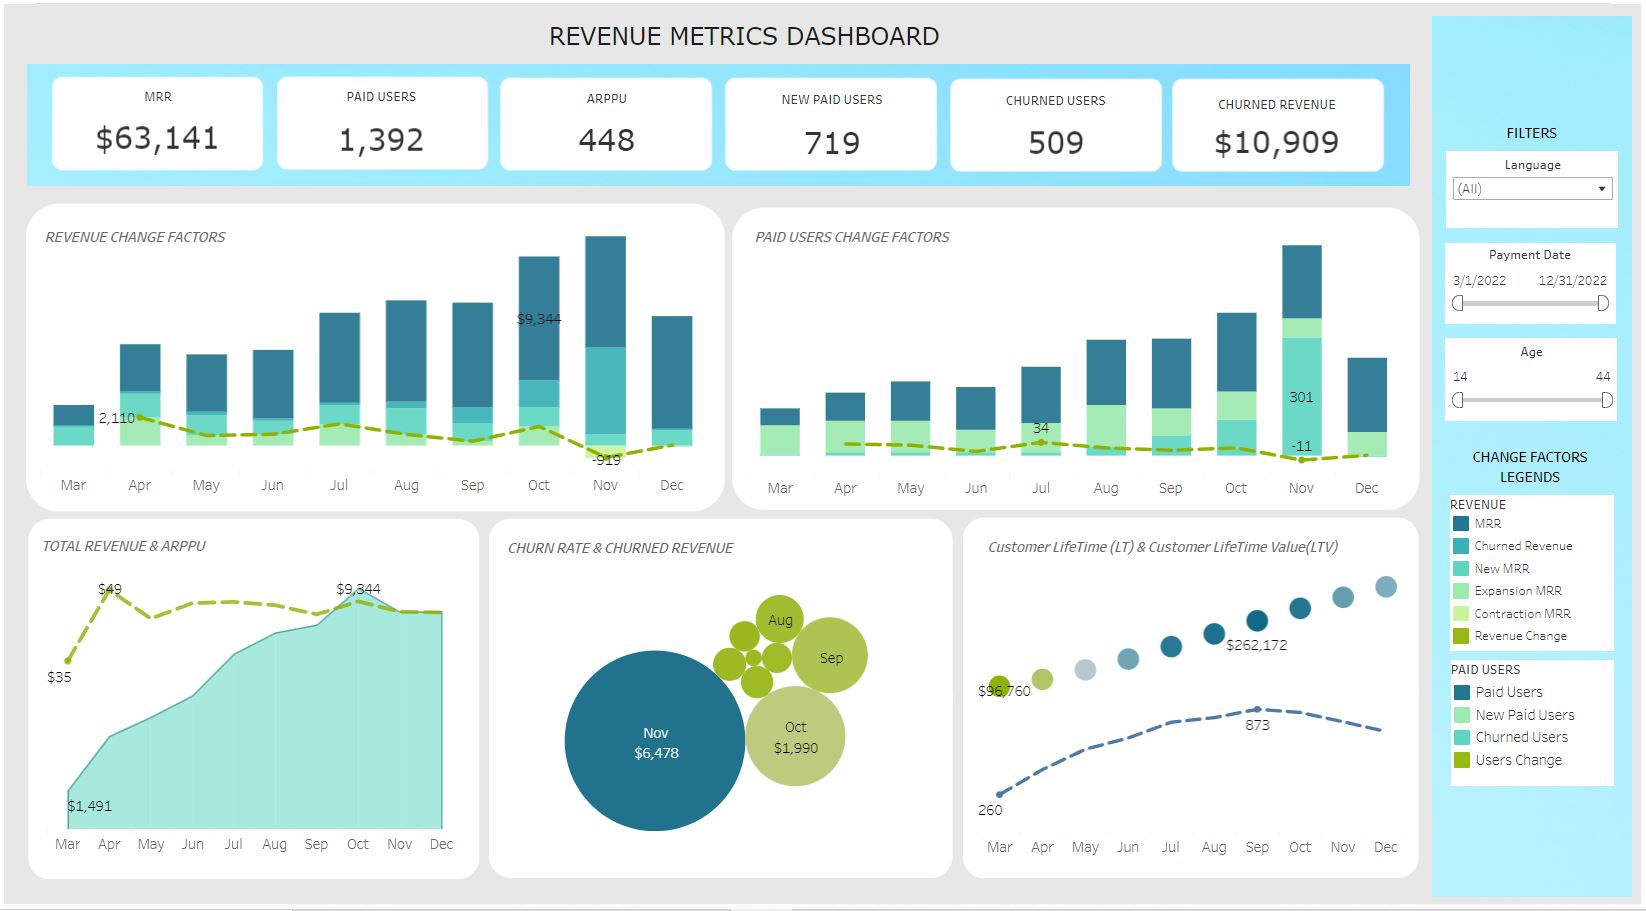 REVENUE METRICS DASHBOARD
MRR
$63,141
PAID USERS
1,392
ARPPU
448
NEW PAID USERS
719
CHURNED USERS
509
CHURNED REVENUE
$10,909
REVENUE CHANGE FACTORS
$9,344
2,110
-919
Mar Apr May Jun Jul Aug Sep Oct Nov Dec
PAID USERS CHANGE FACTORS
301
34
-11
Mar Apr May Jun Jul Aug Sep Oct Nov Dec
TOTAL REVENUE & ARPPU
$49
$9,344
$35
$1,491
Mar Apr May Jun Jul Aug Sep Oct Nov Dec
CHURN RATE & CHURNED REVENUE
Aug
Sep
Oct
$1,990
Nov
$6,478
Customer LifeTime (LT) & Customer LifeTime Value(LTV)
$262,172
$96,760
873
260
Mar Apr May Jun Jul Aug Sep Oct Nov Dec
FILTERS
Language
(All)
Payment Date
3/1/2022 12/31/2022
Age
14 44
CHANGE FACTORS
LEGENDS
REVENUE
MRR
Churned Revenue
New MRR
Expansion MRR
Contraction MRR
Revenue Change
PAID USERS
Paid Users
New Paid Users
Churned Users
Users Change